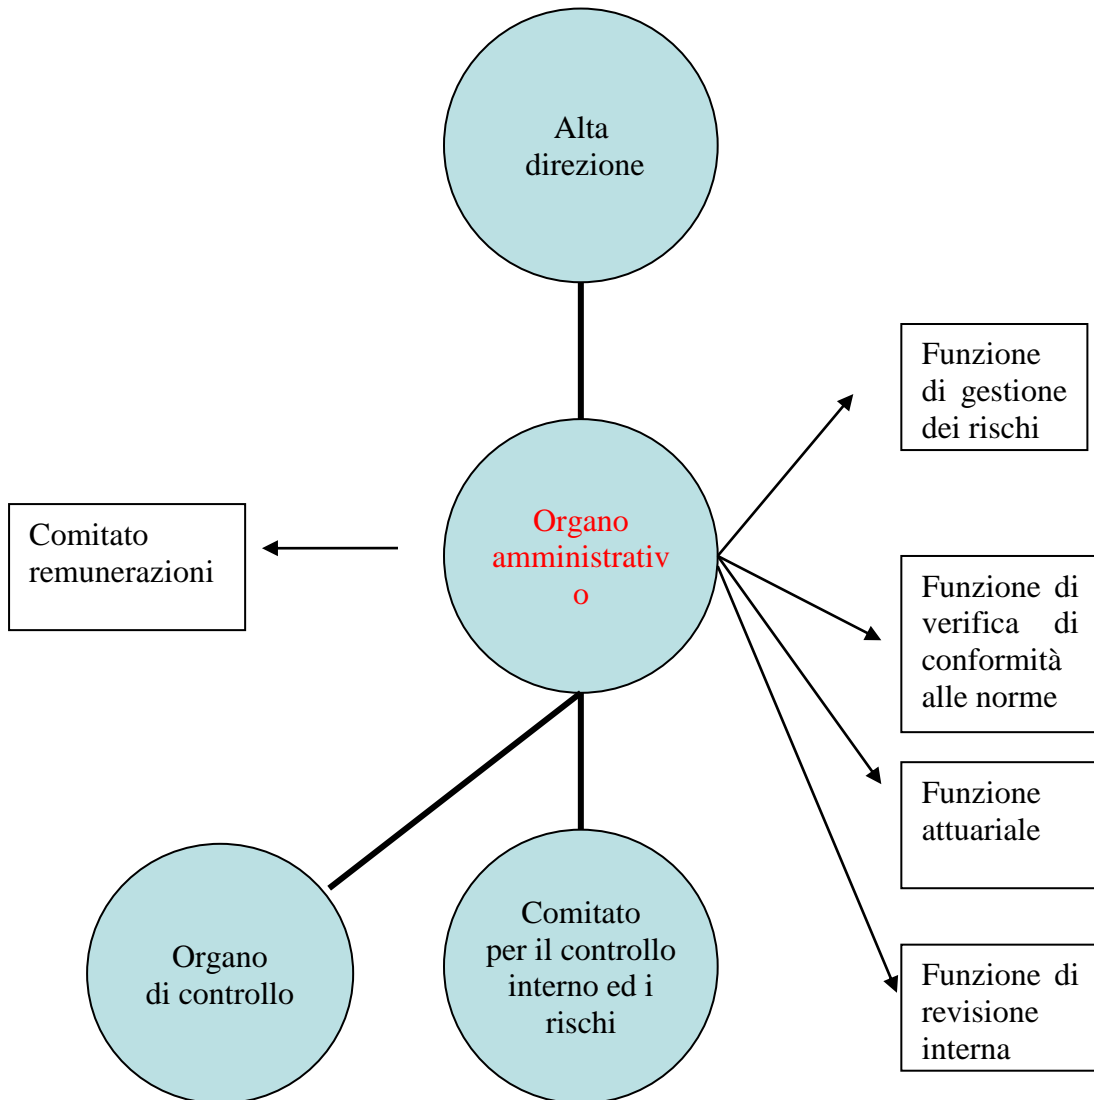 Alta
direzione
Funzione
di gestione
dei rischi
Comitato
remunerazioni
Organo
amministrativ
o
Funzione di
verifica di
conformità
alle norme
Funzione
attuariale
Organo
di controllo
Comitato
per il controllo
interno ed i
rischi
Funzione di
revisione
interna